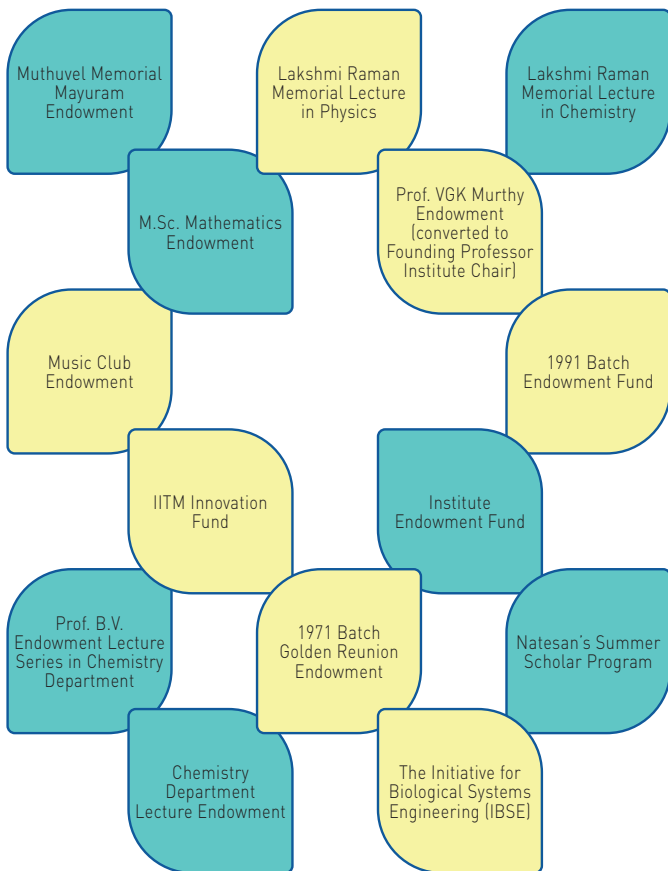 Muthuvel Memorial
Mayuram
Endowment
Lakshmi Raman
Memorial Lecture
in Physics
Lakshmi Raman
Memorial Lecture
in Chemistry
M.Sc. Mathematics
Endowment
Prof. VGK Murthy
Endowment
(converted to
Founding Professor
Institute Chair)
Music Club
Endowment
1991 Batch
Endowment Fund
IITM Innovation
Fund
Institute
Endowment Fund
Prof. B.V.
Endowment Lecture
Series in Chemistry
Department
1971 Batch
Golden Reunion
Endowment
Natesan's Summer
Scholar Program
Chemistry
Department
Lecture Endowment
The Initiative for
Biological Systems
Engineering (IBSE)